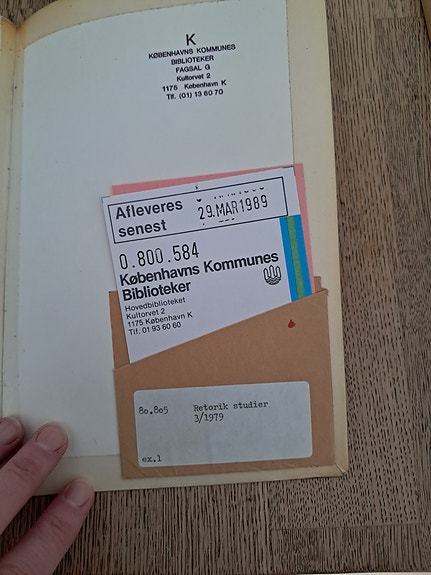 K
KØBENHAVNS KOMMUNES
BIBLIOTEKER
FAGSAL G
Kultorvet 2
1175 København K
Tlf. (01) 13 60 70
Afleveres
senest
29.MAR1989
0.800.584
Københavns Kommunes
Biblioteker
Hovedbiblioteket
Kultorvet 2
1175 København K
Tlf. 01 93 60 60
80.805 Retorik studier
3/1979
ex.1